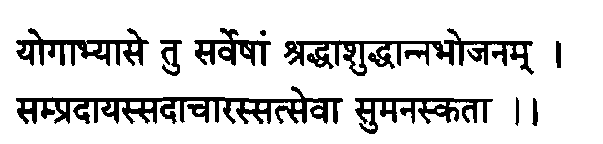 योगाभ्यासे तु सर्वेषां श्रद्धाशुद्धान्नभोजनम् ।
सम्प्रदायस्सदाचारस्सत्सेवा सुमनस्कता ।।